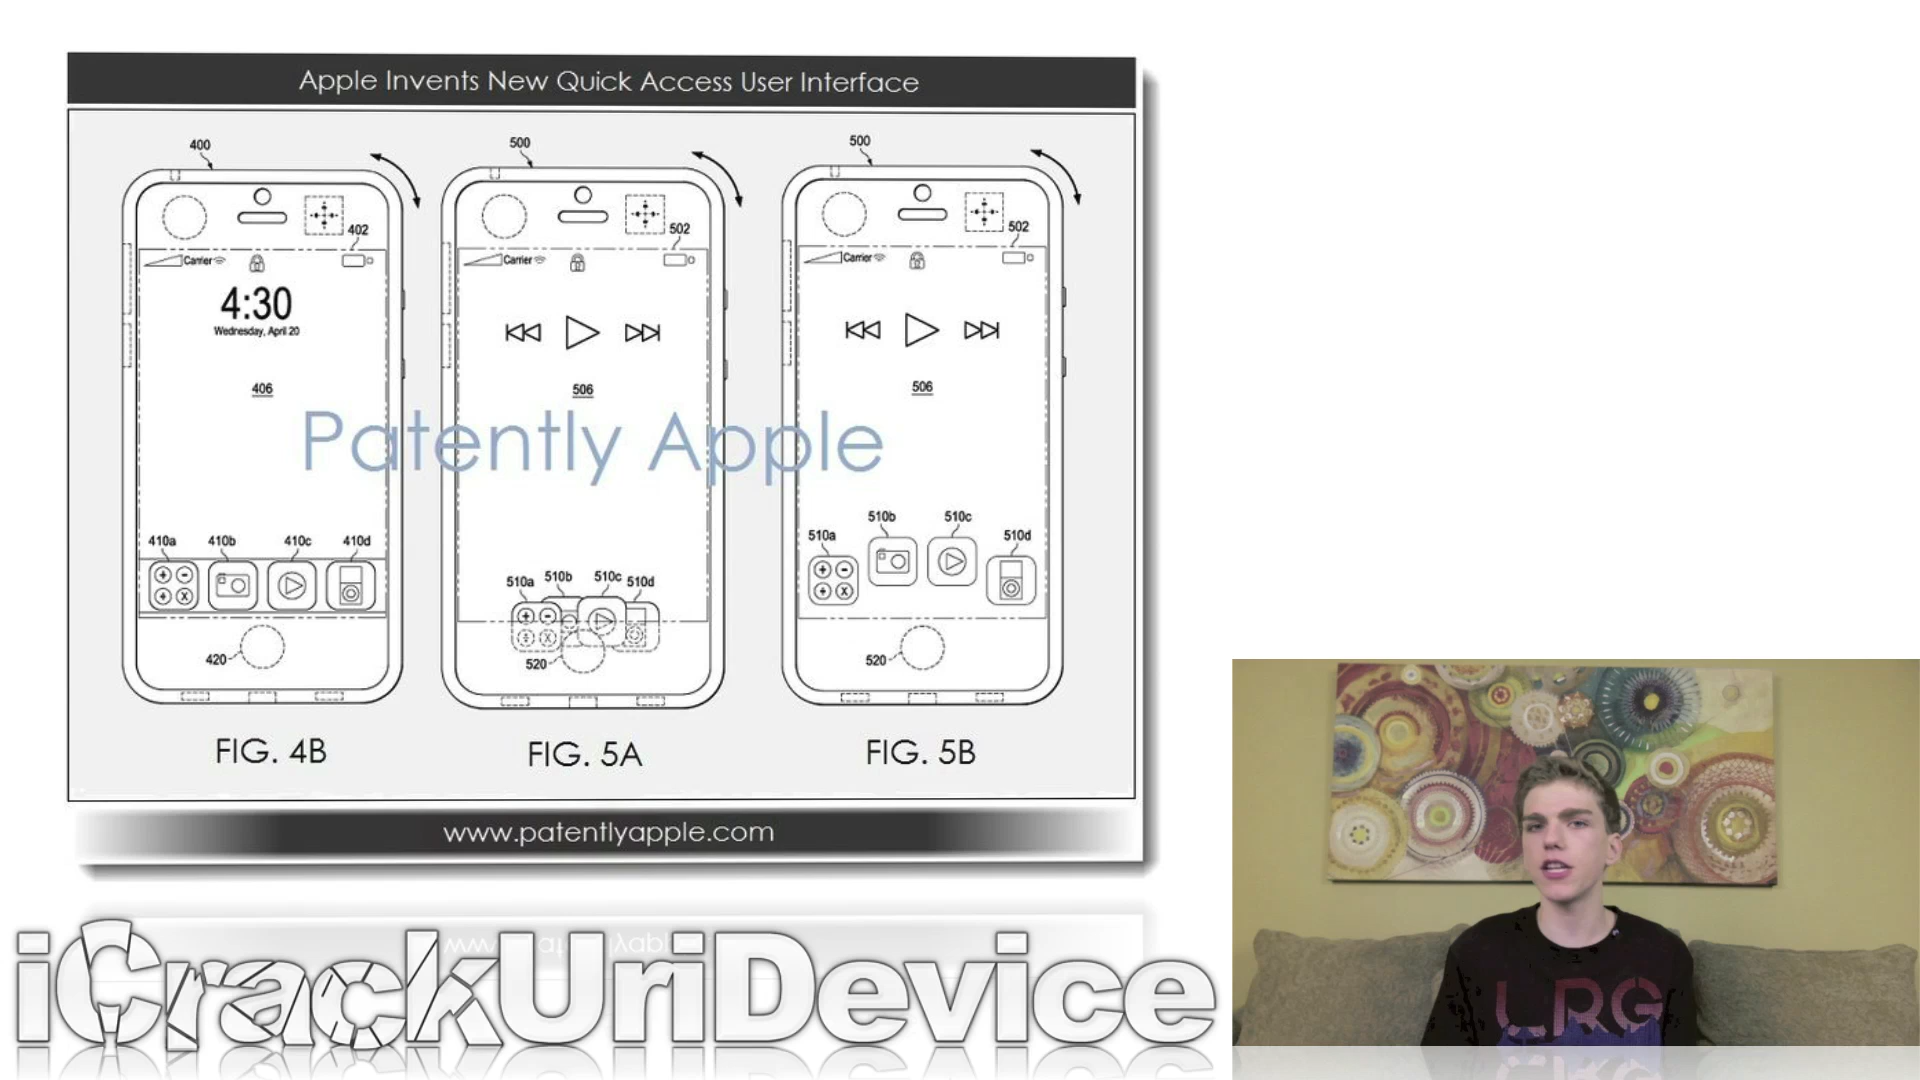 Apple Invents New Quick Access User Interface
400
500
500
402
502
502
Carrier
Carrier
Carrier
4:30
Wednesday, April 20
406
506
506
Patently Apple
410a 410b 410c 410d
510a 510b 510c 510d
510a 510b 510c 510d
420
520
520
FIG. 4B
FIG. 5A
FIG. 5B
www.patentlyapple.com
iCrackUriDevice
LRG